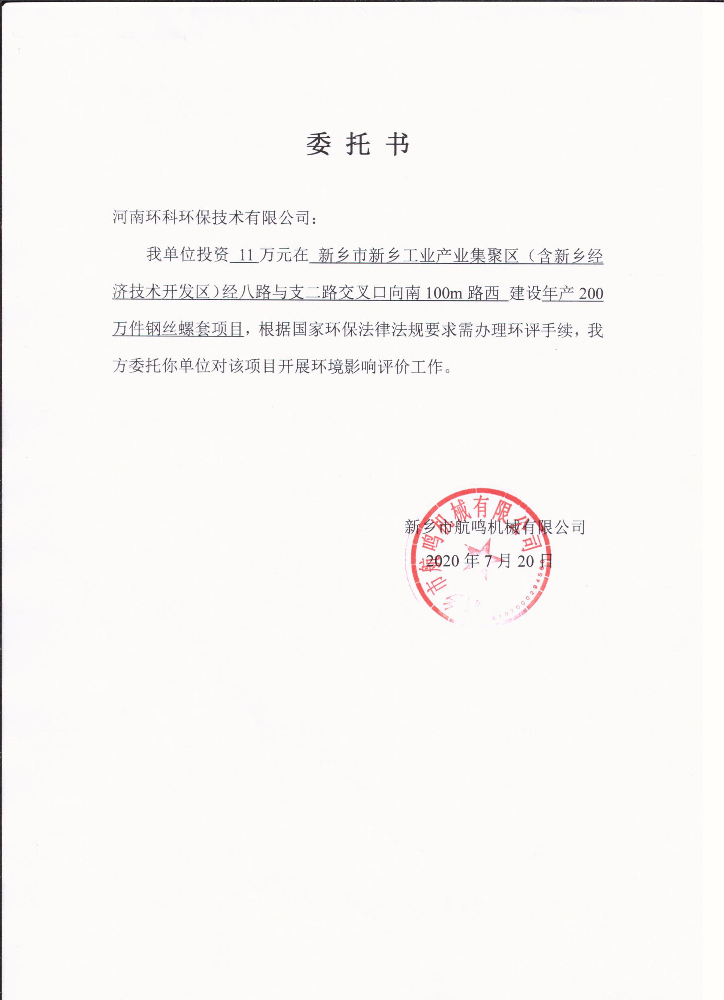 委托书
河南环科环保技术有限公司：
我单位投资 11 万元在 新乡市新乡工业产业集聚区（含新乡经
济技术开发区）经八路与支二路交叉口向南 100m 路西 建设年产 200
万件钢丝螺套项目，根据国家环保法律法规要求需办理环评手续，我
方委托你单位对该项目开展环境影响评价工作。
乡市航鸣机械有限公司
新乡市航鸣机械有限公司
2020 年 7 月 20 日